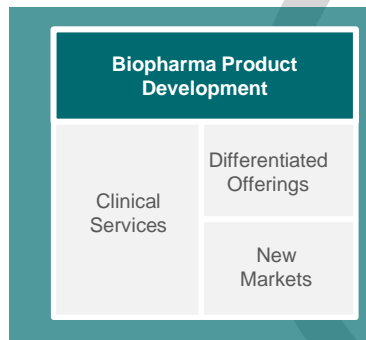 Biopharma Product
Development
Clinical
Services
Differentiated
Offerings
New
Markets